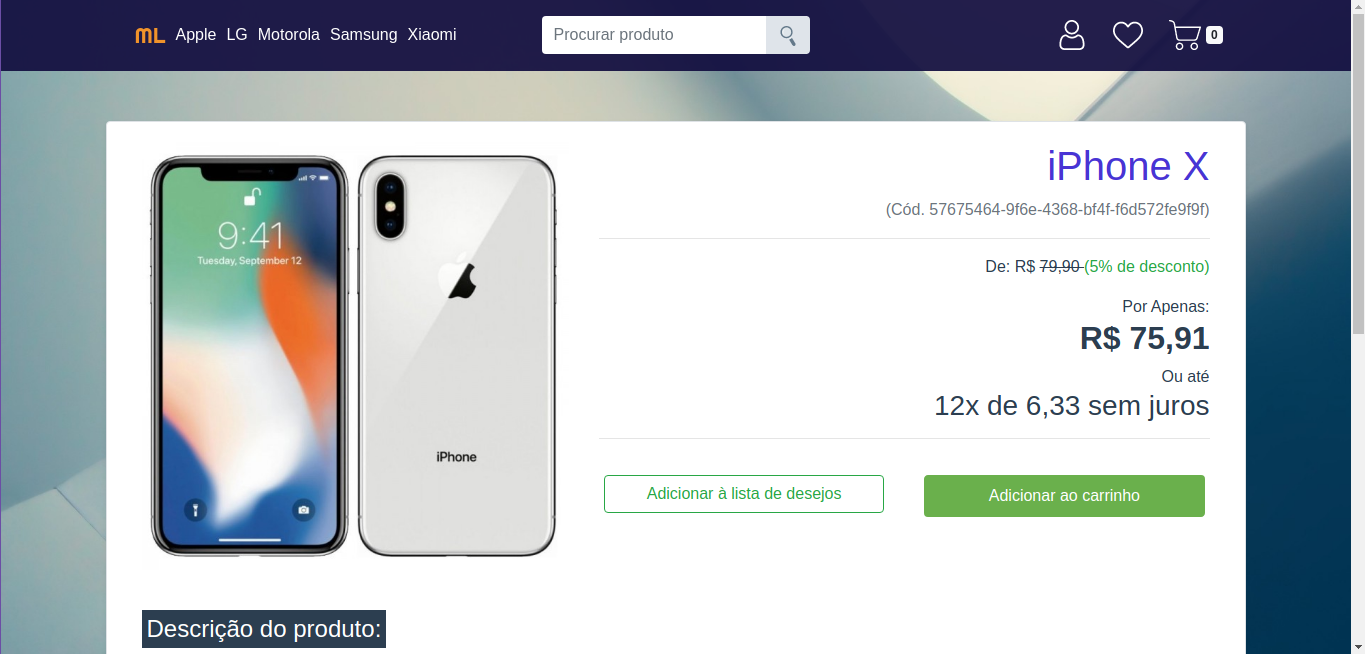 ML Apple LG Motorola Samsung Xiaomi
Procurar produto
0
9:41
Tuesday, September 12
iPhone
iPhone X
(Cód. 57675464-9f6e-4368-bf4f-f6d572fe9f9f)
De: R$ 79,90 (5% de desconto)
Por Apenas:
R$ 75,91
Ou até
12x de 6,33 sem juros
Adicionar à lista de desejos
Adicionar ao carrinho
Descrição do produto: